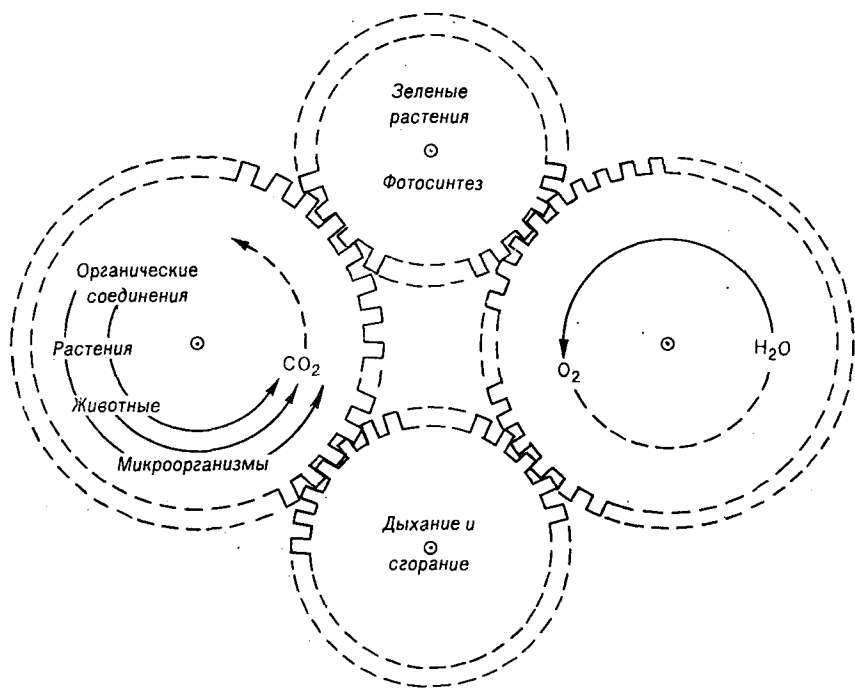 Зеленые
растения
Фотосинтез
Органические
соединения
Растения
Животные
Микроорганизмы
CO₂
O₂
H₂O
Дыхание и
сгорание